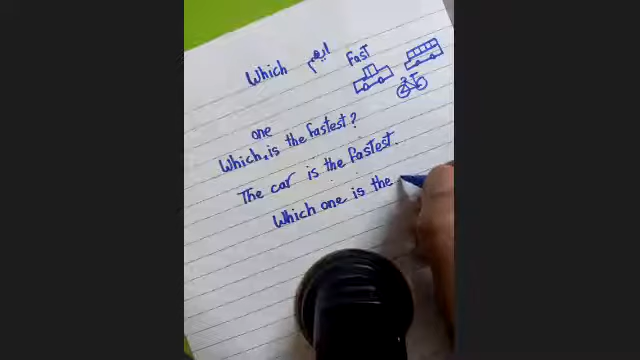 Which ايهم Fast
one
Which is the fastest?
The car is the fastest.
Which one is the